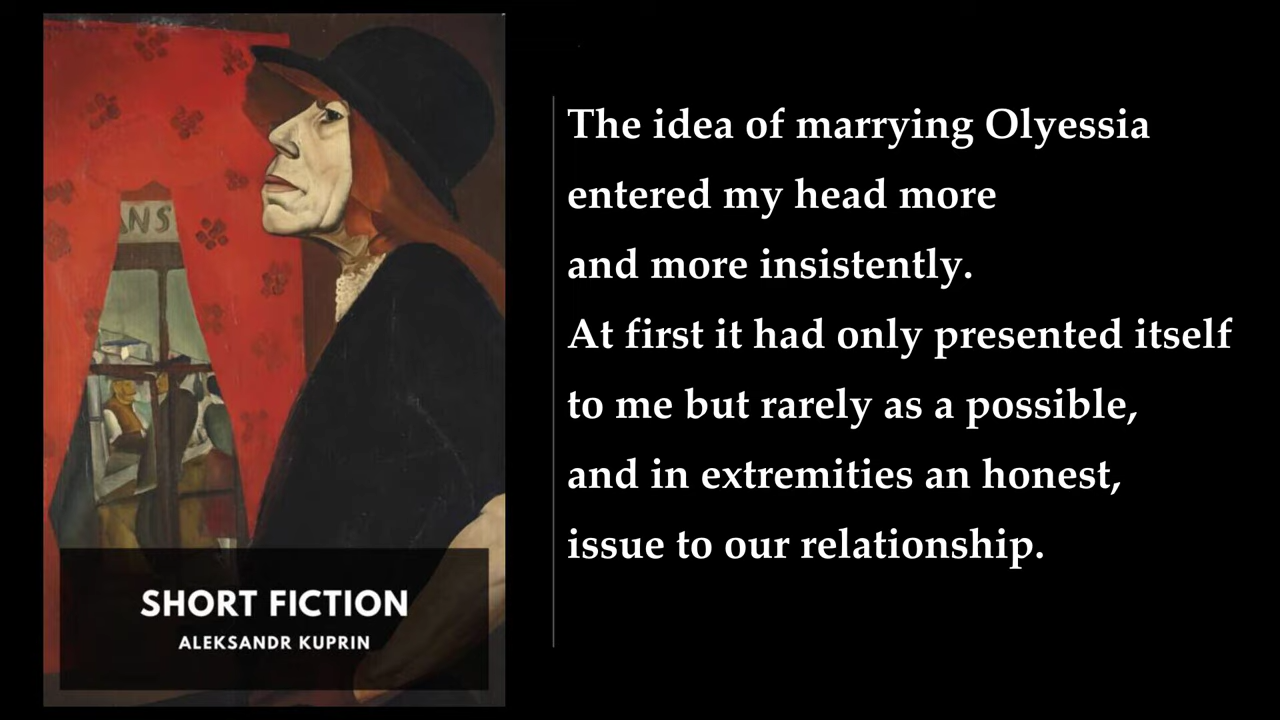 NS
SHORT FICTION
ALEKSANDR KUPRIN
The idea of marrying Olyessia
entered my head more
and more insistently.
At first it had only presented itself
to me but rarely as a possible,
and in extremities an honest,
issue to our relationship.